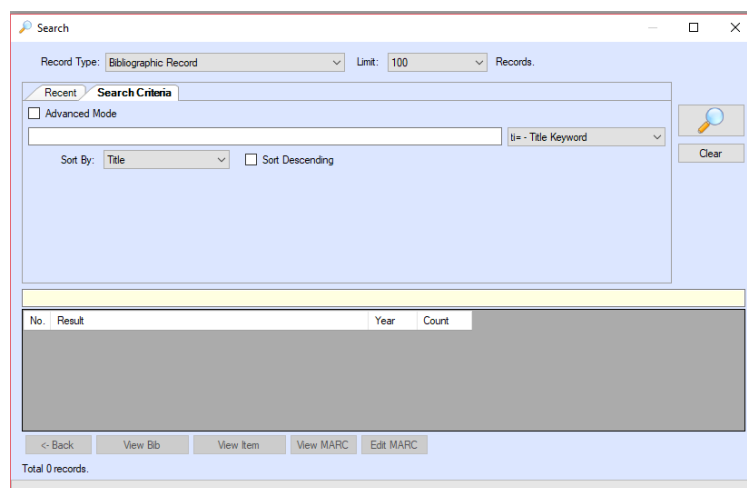 Search
Record Type: Bibliographic Record Limit: 100 Records.
Recent Search Criteria
Advanced Mode
ti= - Title Keyword
Sort By: Title Sort Descending
Clear
No. Result Year Count
<- Back View Bib View Item View MARC Edit MARC
Total 0 records.